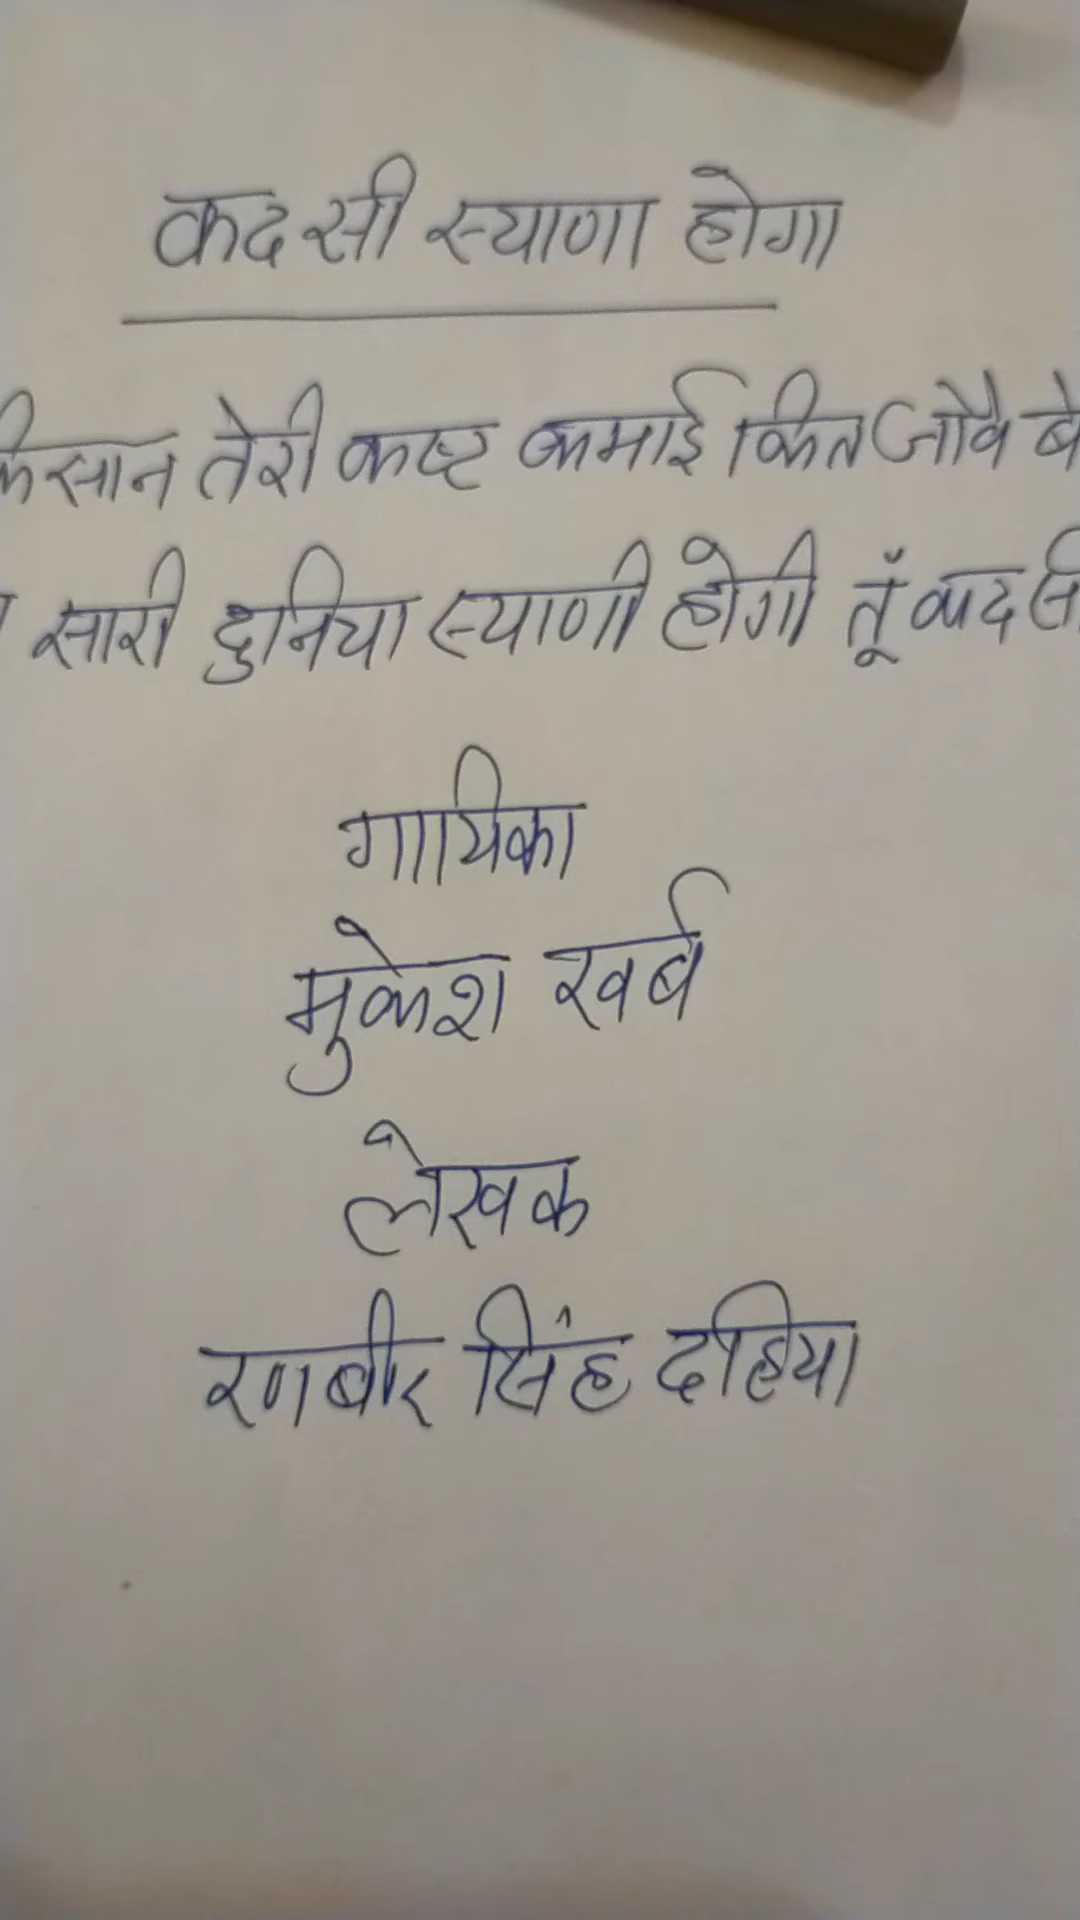 कद सी स्याणा होगा
किसान तेरी कष्ट कमाई कित जावै बे
सारी दुनिया स्याणी होगी तूँ कद सी
गायिका
मुकेश खर्ब
लेखक
रणबीर सिंह दहिया